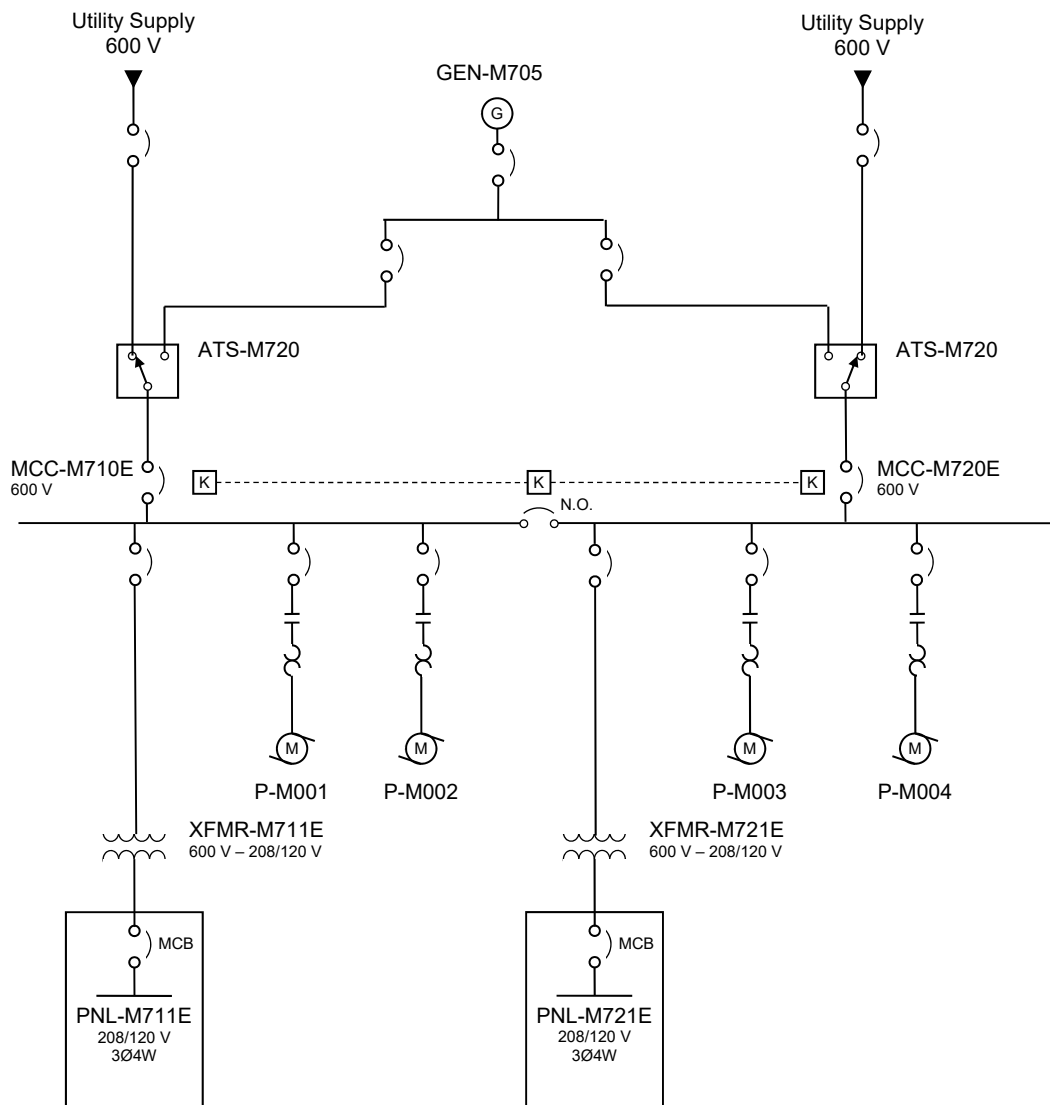 Utility Supply
600 V
GEN-M705
G
Utility Supply
600 V
ATS-M720
ATS-M720
MCC-M710E
600 V
K
K
K
MCC-M720E
600 V
N.O.
M
M
M
M
P-M001
P-M002
P-M003
P-M004
XFMR-M711E
600 V – 208/120 V
XFMR-M721E
600 V – 208/120 V
MCB
MCB
PNL-M711E
208/120 V
3Ø4W
PNL-M721E
208/120 V
3Ø4W